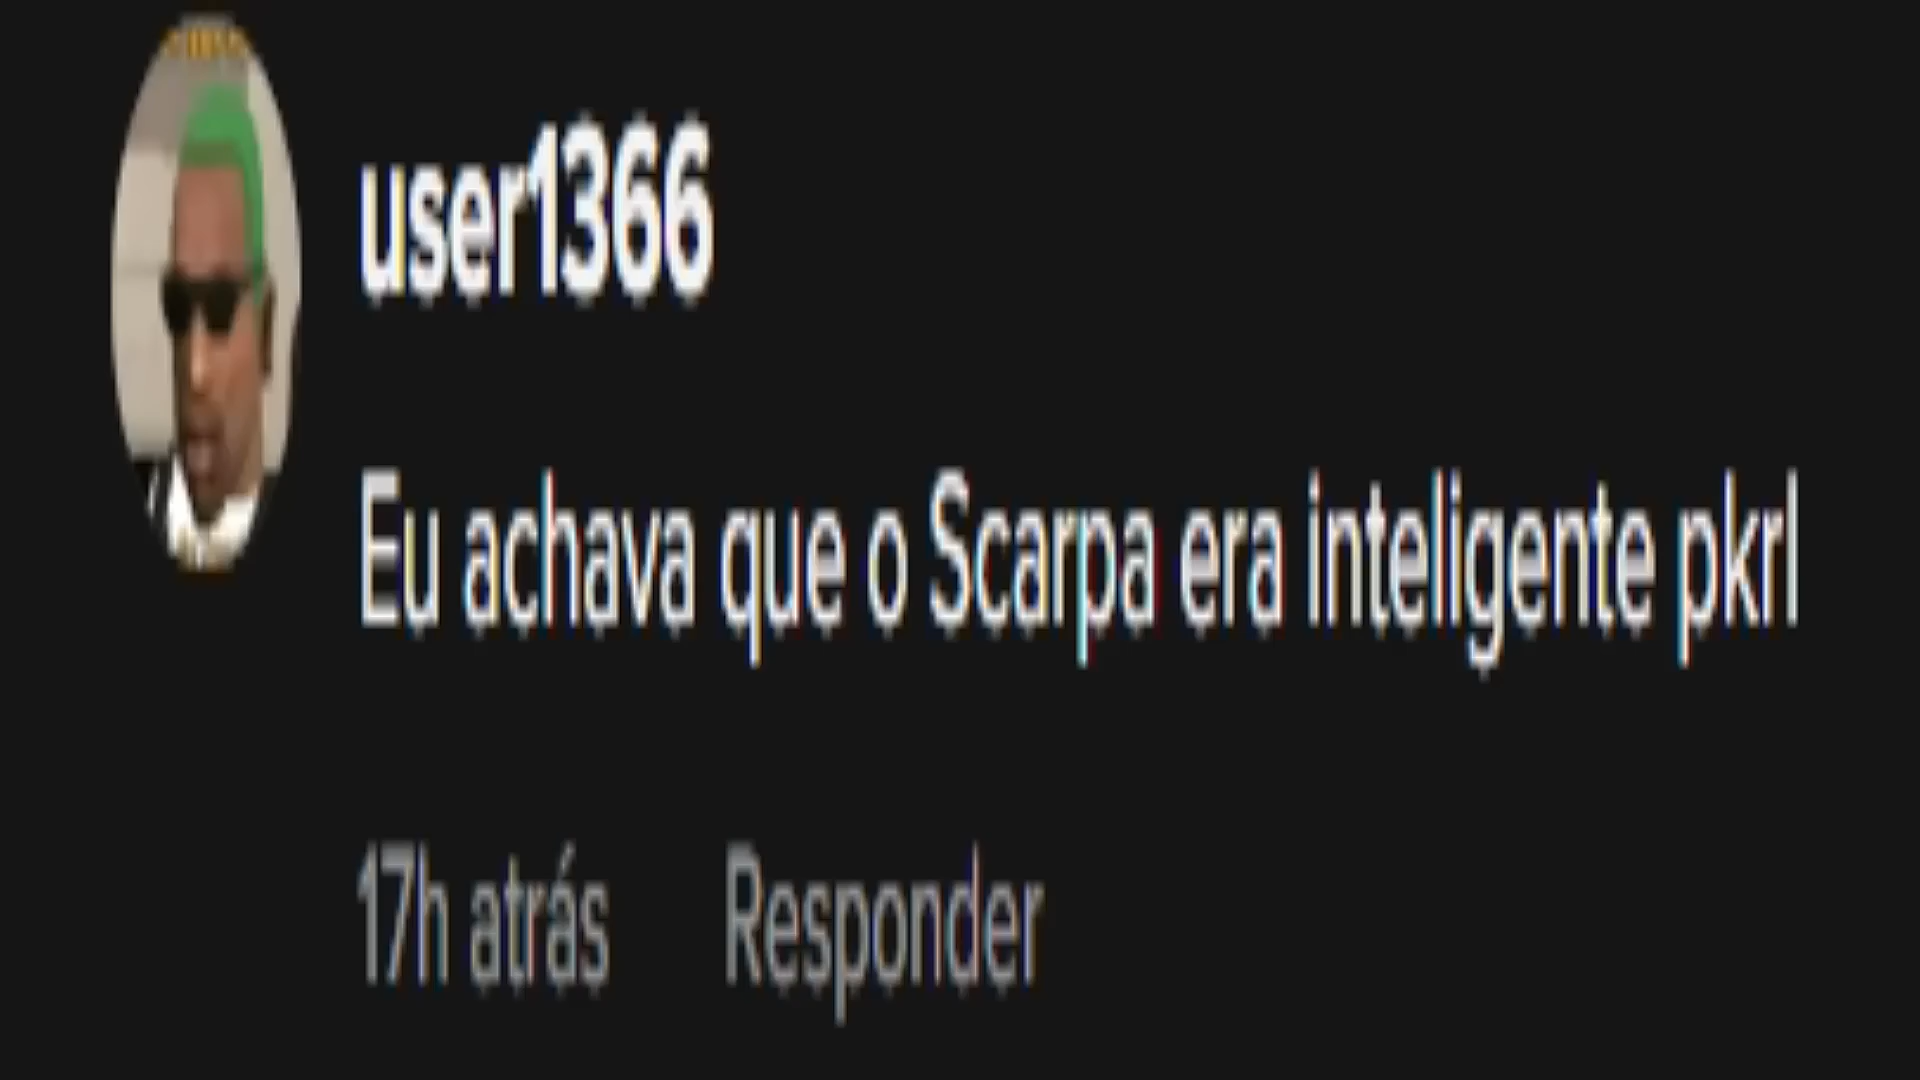 user1366
Eu achava que o Scarpa era inteligente pkrl
17h atrás Responder